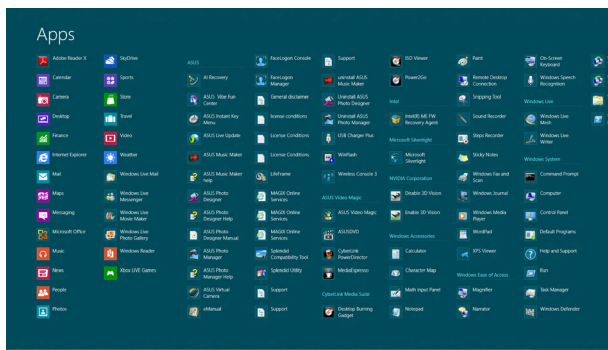 Apps
Adobe Reader X
Calendar
Camera
Desktop
Finance
Internet Explorer
Mail
Maps
Messaging
Microsoft Office
Music
News
People
Photos
SkyDrive
Sports
Store
Travel
Video
Weather
Windows Live Mail
Windows Live
Messenger
Windows Live
Movie Maker
Windows Live
Photo Gallery
Windows Reader
Xbox LIVE Games
ASUS
AI Recovery
ASUS Vibe Fun
Center
ASUS Instant Key
Menu
ASUS Live Update
ASUS Music Maker
ASUS Music Maker
help
ASUS Photo
Designer
ASUS Photo
Designer Help
ASUS Photo
Designer Manual
ASUS Photo
Manager
ASUS Photo
Manager Help
ASUS Virtual
Camera
eManual
FaceLogon Console
FaceLogon
Manager
General disclaimer
license conditions
License Conditions
License Conditions
LifeFrame
MAGIX Online
Services
MAGIX Online
Services
MAGIX Online
Services
Splendid
Compatibility Tool
Splendid Utility
Support
Support
Support
uninstall ASUS
Music Maker
Uninstall ASUS
Photo Designer
Uninstall ASUS
Photo Manager
USB Charger Plus
WinFlash
Wireless Console 3
ASUS Video Magic
ASUS Video Magic
ASUSDVD
CyberLink
PowerDirector
MediaEspresso
CyberLink Media Suite
Desktop Burning
Gadget
ISO Viewer
Power2Go
Intel
Intel(R) ME FW
Recovery Agent
Microsoft Silverlight
Microsoft
Silverlight
NVIDIA Corporation
Disable 3D Vision
Enable 3D Vision
Windows Accessories
Calculator
Character Map
Math Input Panel
Notepad
Paint
Remote Desktop
Connection
Snipping Tool
Sound Recorder
Steps Recorder
Sticky Notes
Windows Fax and
Scan
Windows Journal
Windows Media
Player
WordPad
XPS Viewer
Windows Ease of Access
Magnifier
Narrator
On-Screen
Keyboard
Windows Speech
Recognition
Windows Live
Windows Live
Mesh
Windows Live
Writer
Windows System
Command Prompt
Computer
Control Panel
Default Programs
Help and Support
Run
Task Manager
Windows Defender